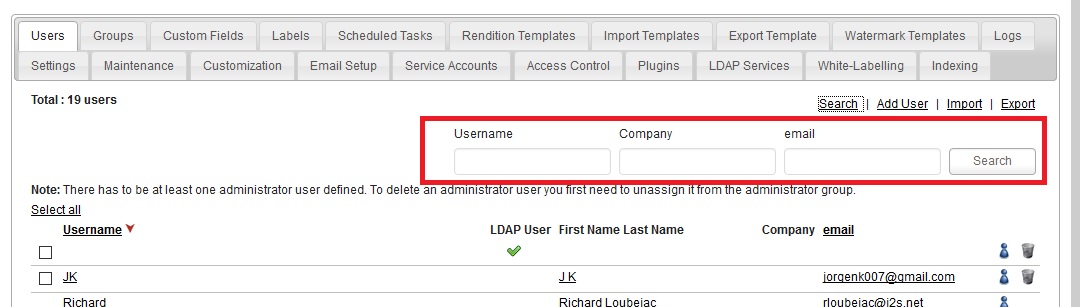 Users Groups Custom Fields Labels Scheduled Tasks Rendition Templates Import Templates Export Template Watermark Templates Logs
Settings Maintenance Customization Email Setup Service Accounts Access Control Plugins LDAP Services White-Labelling Indexing
Total : 19 users
Search | Add User | Import | Export
Username Company email
Search
Note: There has to be at least one administrator user defined. To delete an administrator user you first need to unassign it from the administrator group.
Select all
Username LDAP User First Name Last Name Company email
JK J K jorgenk007@gmail.com
Richard Richard Loubejac rloubejac@i2s.net